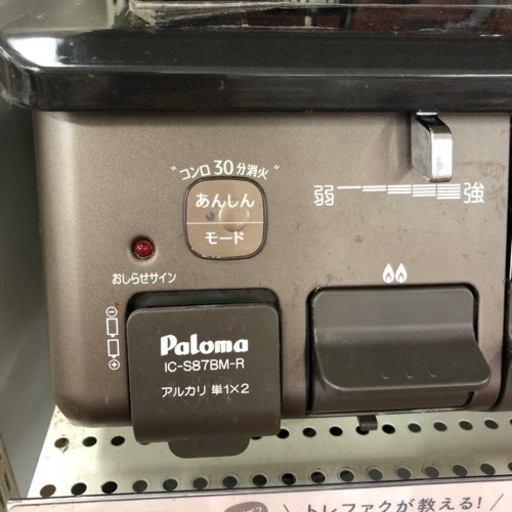 "コンロ30分消火"
あんしん
モード
弱
強
おしらせサイン
Paloma
IC-S87BM-R
アルカリ 単1×2
トレファクが教える!